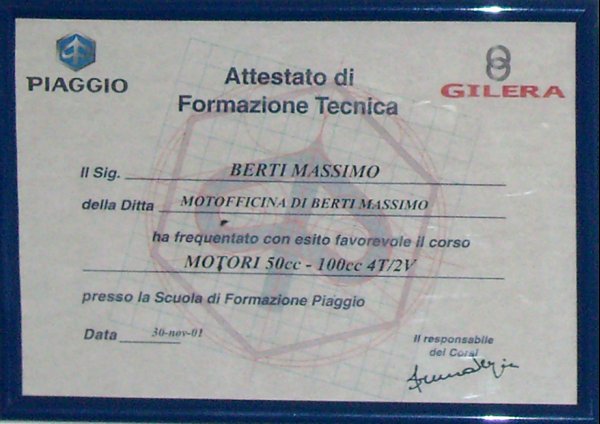 PIAGGIO
GILERA
Attestato di
Formazione Tecnica
Il Sig. BERTI MASSIMO
della Ditta MOTOFFICINA DI BERTI MASSIMO
ha frequentato con esito favorevole il corso
MOTORI 50cc - 100cc 4T/2V
presso la Scuola di Formazione Piaggio
Data 30-nov-01
Il responsabile
dei Corsi